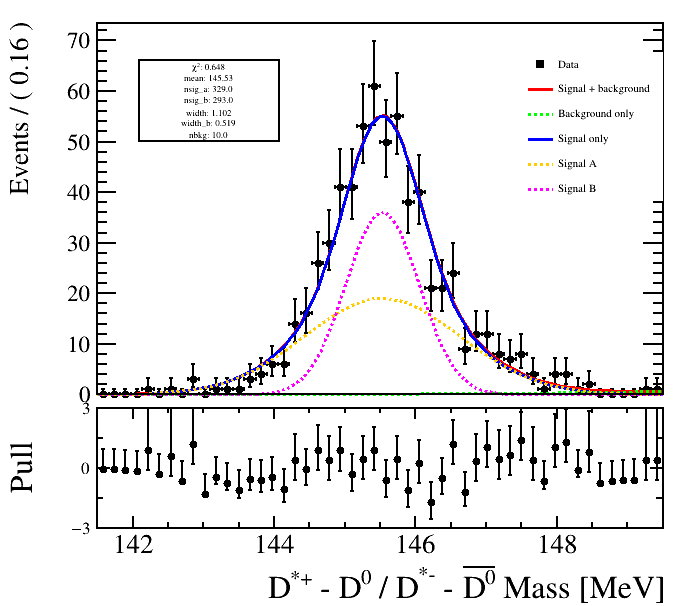 Events / ( 0.16 )
70
60
50
40
30
20
10
0
χ²: 0.648
mean: 145.53
nsig_a: 329.0
nsig_b: 293.0
width: 1.102
width_b: 0.519
nbkg: 10.0
Data
Signal + background
Background only
Signal only
Signal A
Signal B
Pull
3
0
−3
142 144 146 148
D*+ - D⁰ / D*- - D̅⁰ Mass [MeV]